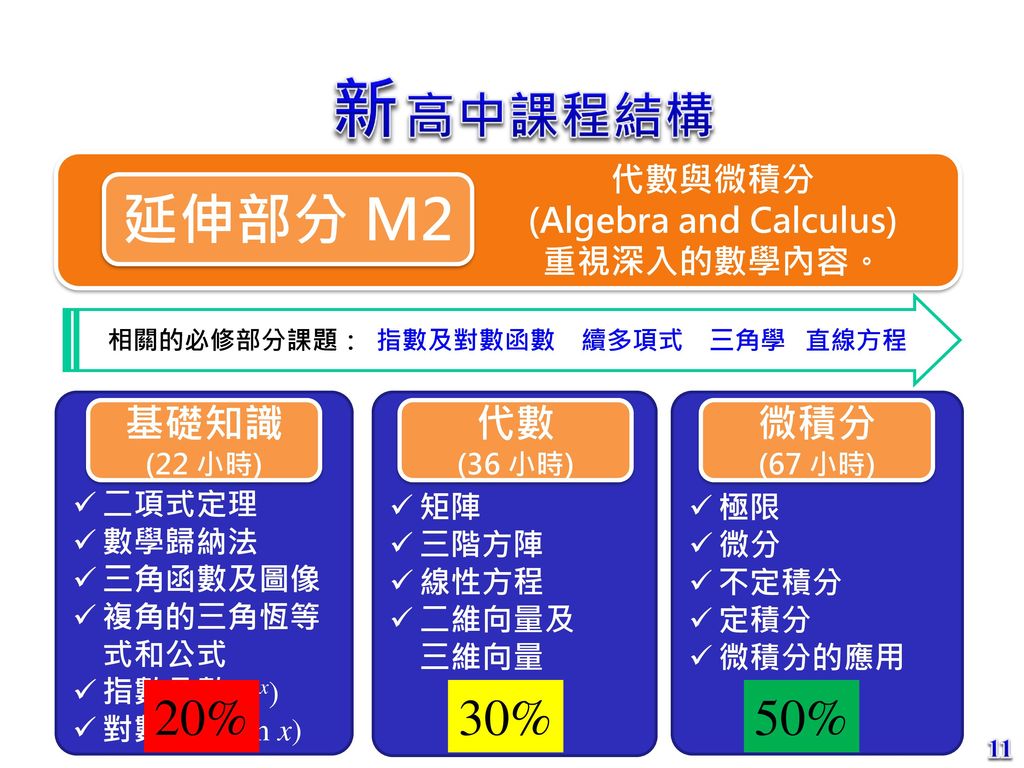 新高中課程結構
延伸部分 M2
代數與微積分
(Algebra and Calculus)
重視深入的數學內容。
相關的必修部分課題： 指數及對數函數 續多項式 三角學 直線方程
基礎知識
(22 小時)
二項式定理
數學歸納法
三角函數及圖像
複角的三角恆等
式和公式
指數 x)
對數 x)
20%
代數
(36 小時)
矩陣
三階方陣
線性方程
二維向量及
三維向量
30%
微積分
(67 小時)
極限
微分
不定積分
定積分
微積分的應用
50%
11